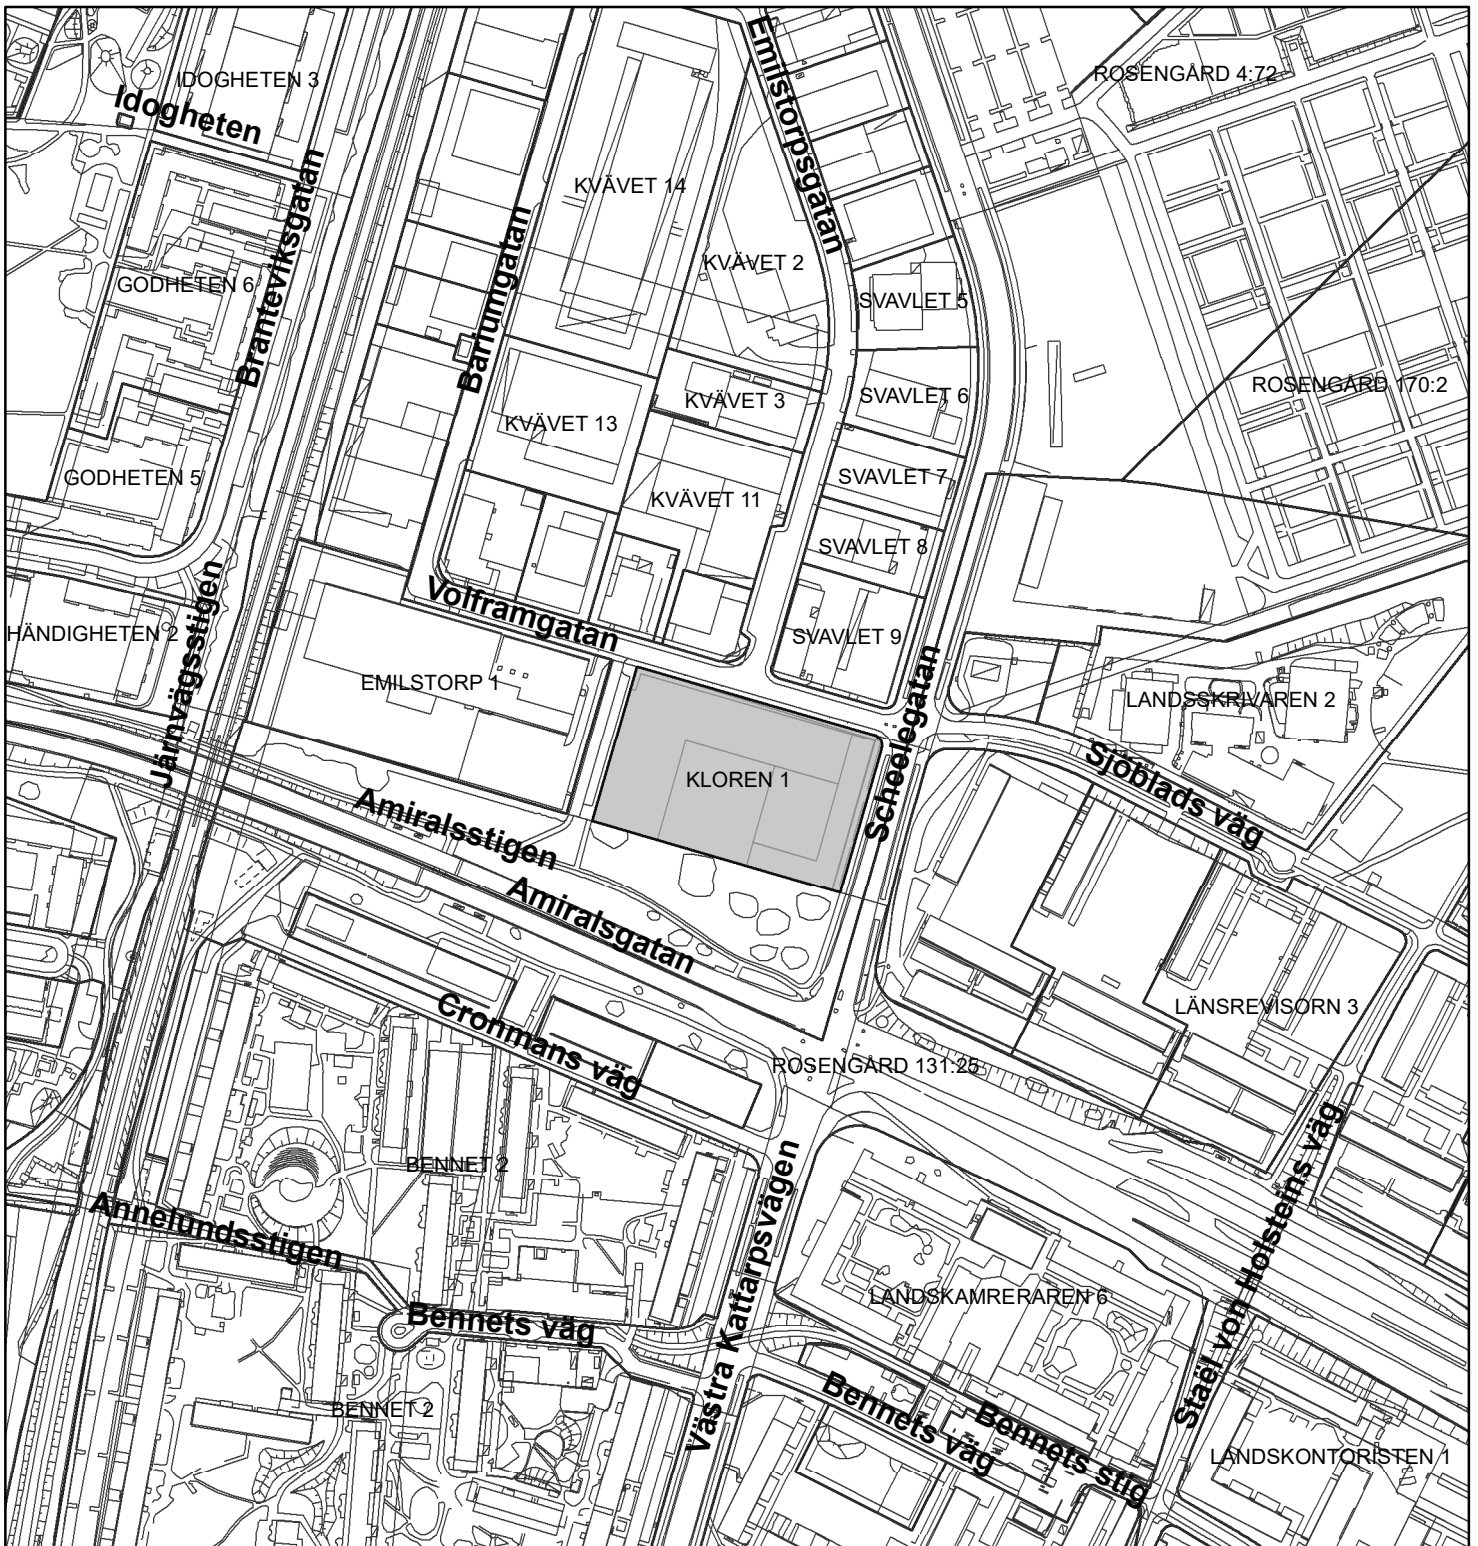 Emilstorpsgatan
ROSENGÅRD 4:72
IDOGHETEN 3
Idogheten
KVÄVET 14
Branteviksgatan
Bariumgatan
KVÄVET 2
GODHETEN 6
SVAVLET 5
ROSENGÅRD 170:2
SVAVLET 6
KVÄVET 3
KVÄVET 13
GODHETEN 5
SVAVLET 7
KVÄVET 11
SVAVLET 8
Volframgatan
HÄNDIGHETEN 2
SVAVLET 9
Järnvägsstigen
EMILSTORP 1
LANDSSKRIVAREN 2
Scheelegatan
KLOREN 1
Sjöblads väg
Amiralsstigen
Amiralsgatan
LÄNSREVISORN 3
Cronmans väg
ROSENGÅRD 131:25
BENNET 2
Annelundsstigen
Västra Kattarpsvägen
Staël von Holsteins väg
LANDSKAMRERAREN 6
Bennets väg
BENNET 2
Bennets väg
Bennets stig
LANDSKONTORISTEN 1